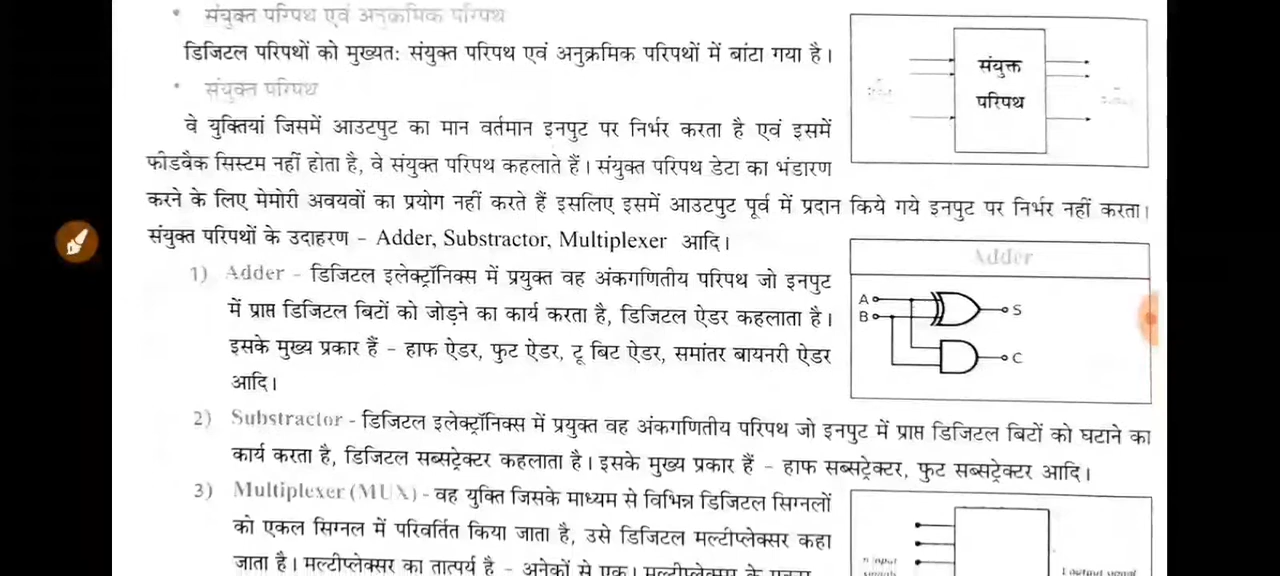 • संयुक्त परिपथ एवं अनुक्रमिक परिपथ
डिजिटल परिपथों को मुख्यत: संयुक्त परिपथ एवं अनुक्रमिक परिपथों में बांटा गया है।
• संयुक्त परिपथ
संयुक्त
परिपथ
वे युक्तियां जिसमें आउटपुट का मान वर्तमान इनपुट पर निर्भर करता है एवं इसमें
फीडवैक सिस्टम नहीं होता है, वे संयुक्त परिपथ कहलाते हैं। संयुक्त परिपथ डेटा का भंडारण
करने के लिए मेमोरी अवयवों का प्रयोग नहीं करते हैं इसलिए इसमें आउटपुट पूर्व में प्रदान किये गये इनपुट पर निर्भर नहीं करता।
संयुक्त परिपथों के उदाहरण – Adder, Substractor, Multiplexer आदि।
1) Adder – डिजिटल इलेक्ट्रॉनिक्स में प्रयुक्त वह अंकगणितीय परिपथ जो इनपुट
में प्राप्त डिजिटल बिटों को जोड़ने का कार्य करता है, डिजिटल ऐडर कहलाता है।
इसके मुख्य प्रकार हैं – हाफ ऐडर, फुट ऐडर, टू बिट ऐडर, समांतर बायनरी ऐडर
आदि।
Adder
A
B
S
C
2) Substractor - डिजिटल इलेक्ट्रॉनिक्स में प्रयुक्त वह अंकगणितीय परिपथ जो इनपुट में प्राप्त डिजिटल बिटों को घटाने का
कार्य करता है, डिजिटल सब्सट्रेक्टर कहलाता है। इसके मुख्य प्रकार हैं – हाफ सब्सट्रेक्टर, फुट सब्सट्रेक्टर आदि।
3) Multiplexer (MUX) - वह युक्ति जिसके माध्यम से विभिन्न डिजिटल सिग्नलों
को एकल सिग्नल में परिवर्तित किया जाता है, उसे डिजिटल मल्टीप्लेक्सर कहा
जाता है। मल्टीप्लेक्सर का तात्पर्य है – अनेकों से एक। मल्टीप्लेक्सर के
n input
1 output signal